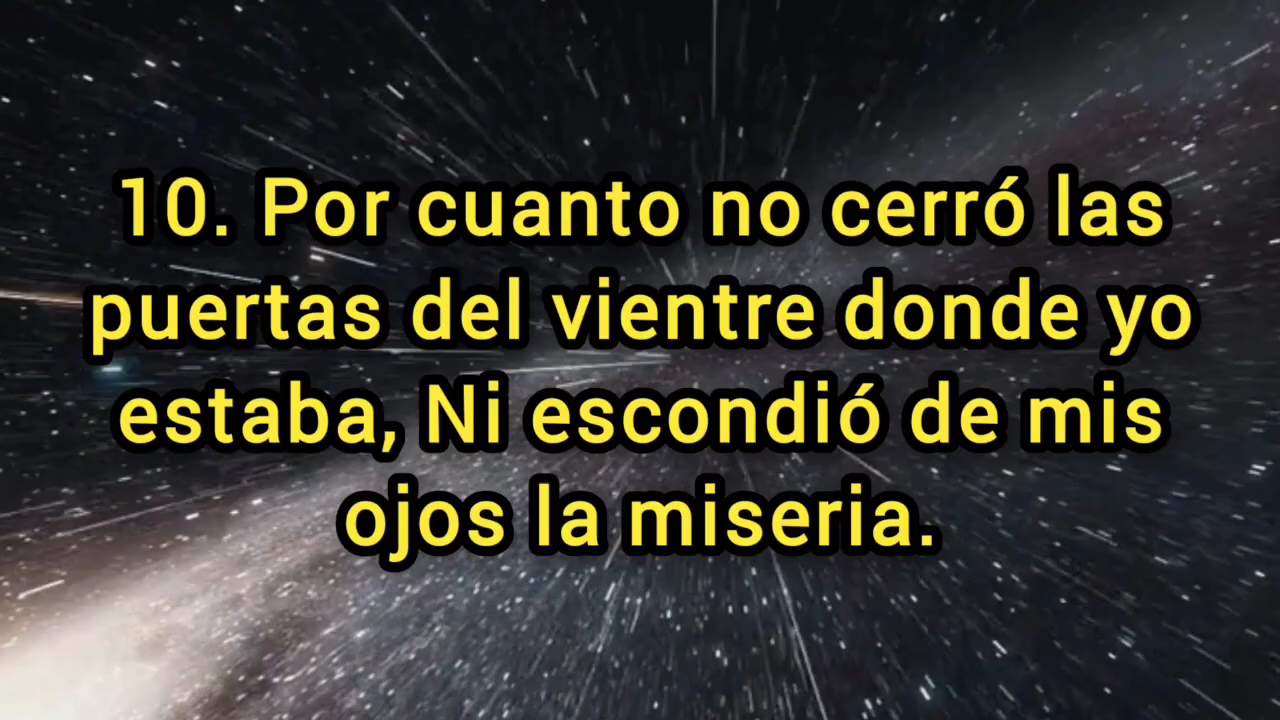 10. Por cuanto no cerró las
puertas del vientre donde yo
estaba, Ni escondió de mis
ojos la miseria.